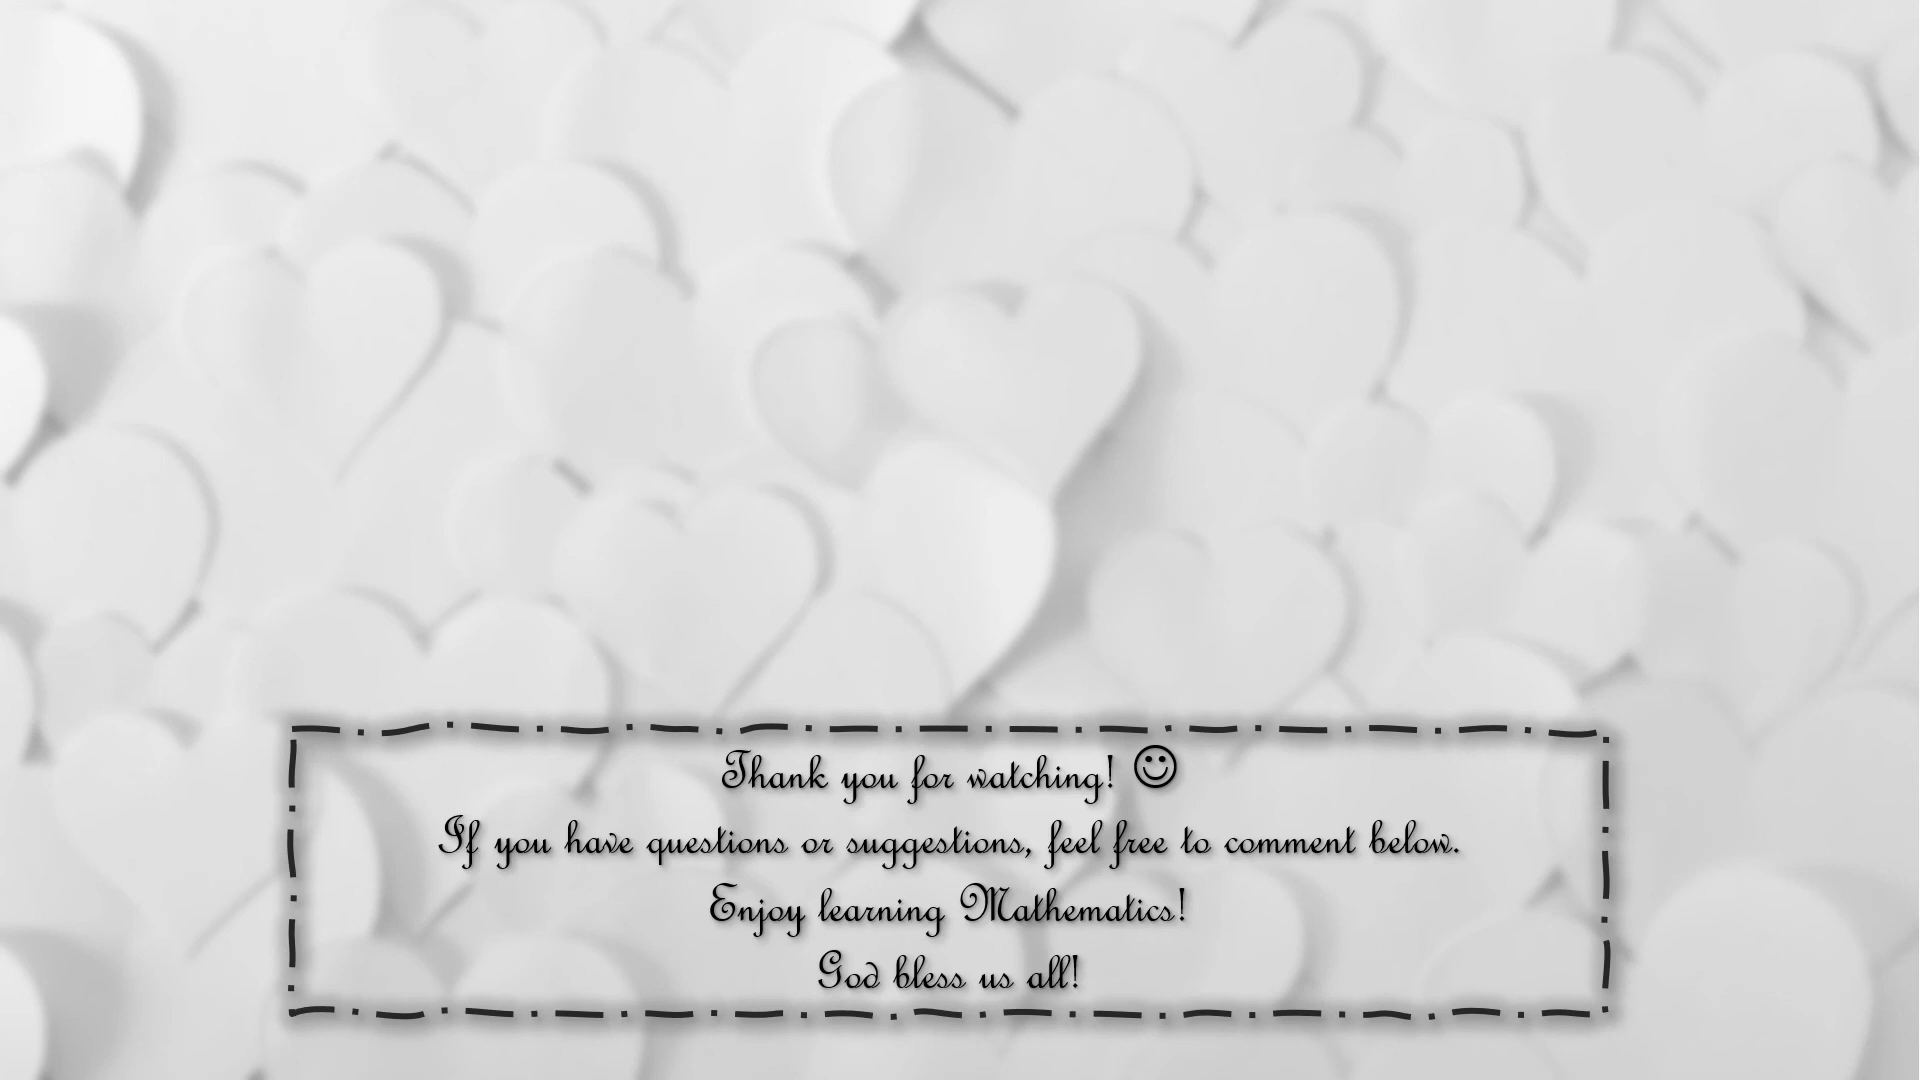 Thank you for watching! ☺
If you have questions or suggestions, feel free to comment below.
Enjoy learning Mathematics!
God bless us all!